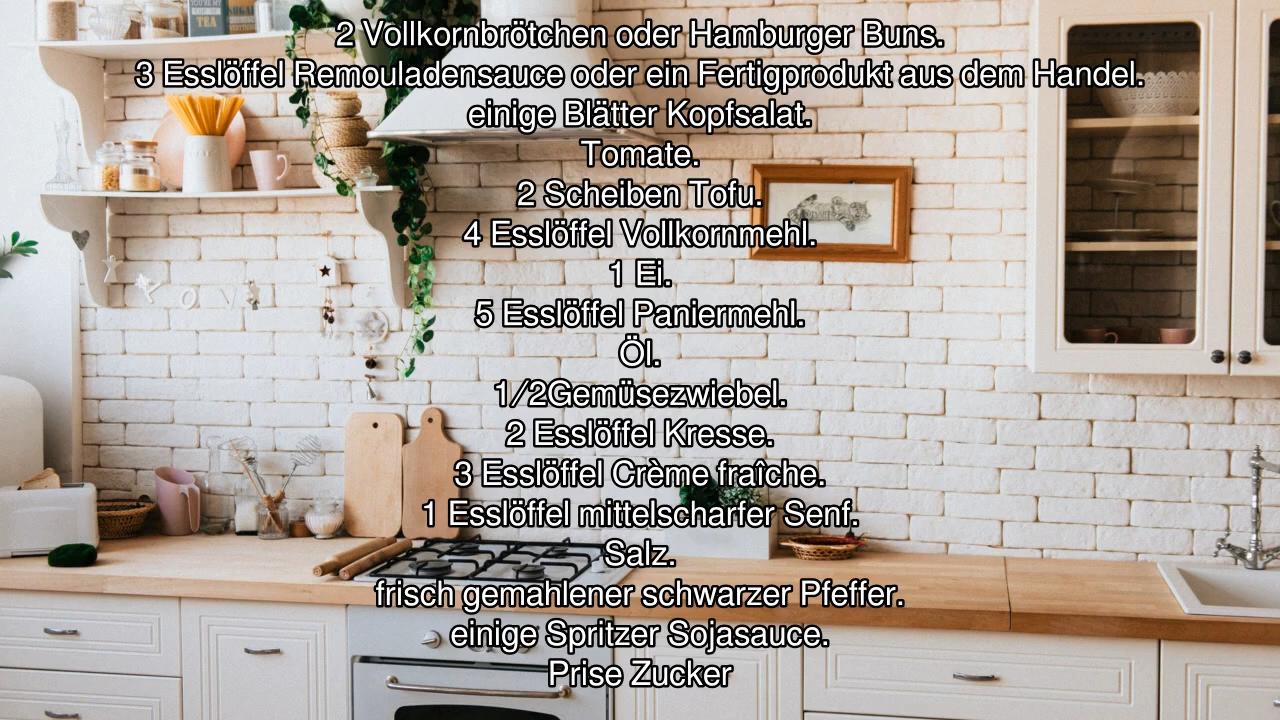 2 Vollkornbrötchen oder Hamburger Buns.
3 Esslöffel Remouladensauce oder ein Fertigprodukt aus dem Handel.
einige Blätter Kopfsalat.
Tomate.
2 Scheiben Tofu.
4 Esslöffel Vollkornmehl.
1 Ei.
5 Esslöffel Paniermehl.
Öl.
1/2Gemüsezwiebel.
2 Esslöffel Kresse.
3 Esslöffel Crème fraîche.
1 Esslöffel mittelscharfer Senf.
Salz.
frisch gemahlener schwarzer Pfeffer.
einige Spritzer Sojasauce.
Prise Zucker